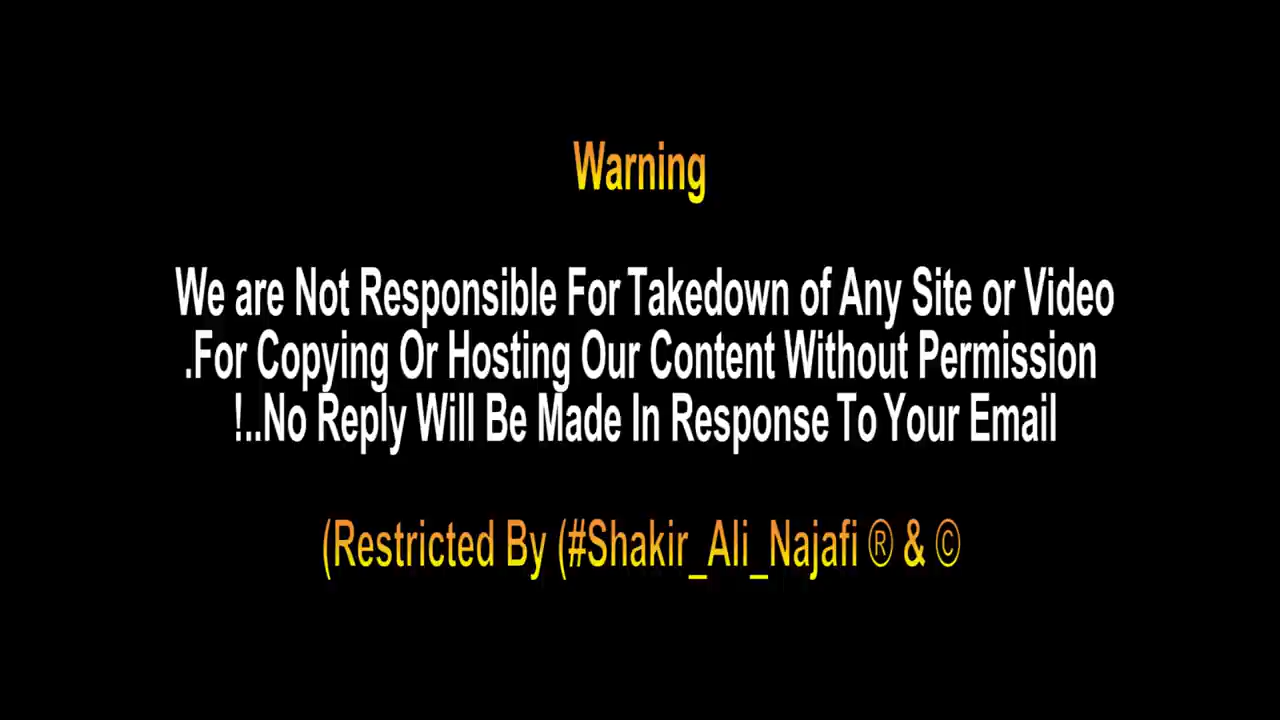 Warning
We are Not Responsible For Takedown of Any Site or Video
.For Copying Or Hosting Our Content Without Permission
!..No Reply Will Be Made In Response To Your Email
(Restricted By (#Shakir_Ali_Najafi ® & ©